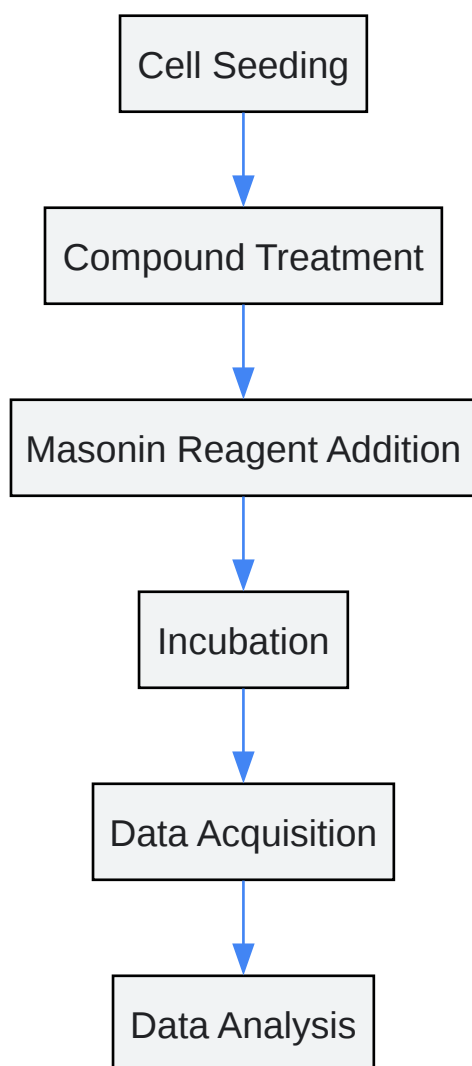 Cell Seeding
Compound Treatment
Masonin Reagent Addition
Incubation
Data Acquisition
Data Analysis